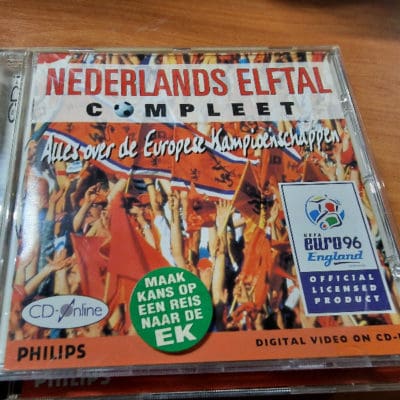 NEDERLANDS ELFTAL
COMPLEET
Alles over de Europese Kampioenschappen
UEFA
euro96
England
OFFICIAL
LICENSED
PRODUCT
MAAK
KANS OP
EEN REIS
NAAR DE
EK
CD-Online
PHILIPS
DIGITAL VIDEO ON CD-
PHILIPS